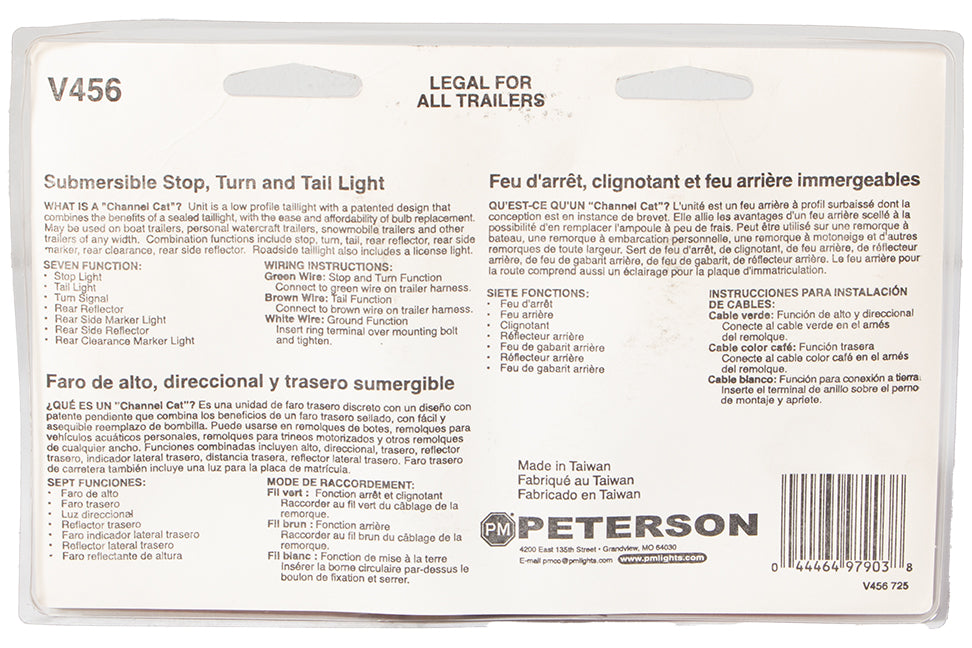 V456
LEGAL FOR
ALL TRAILERS
Submersible Stop, Turn and Tail Light
WHAT IS A "Channel Cat"? Unit is a low profile taillight with a patented design that
combines the benefits of a sealed taillight, with the ease and affordability of bulb replacement.
May be used on boat trailers, personal watercraft trailers, snowmobile trailers and other
trailers of any width. Combination functions include stop, turn, tail, rear reflector, rear side
marker, rear clearance, rear side reflector. Roadside taillight also includes a license light.
SEVEN FUNCTION:
• Stop Light
• Tail Light
• Turn Signal
• Rear Reflector
• Rear Side Marker Light
• Rear Side Reflector
• Rear Clearance Marker Light
WIRING INSTRUCTIONS:
Green Wire: Stop and Turn Function
Connect to green wire on trailer harness.
Brown Wire: Tail Function
Connect to brown wire on trailer harness.
White Wire: Ground Function
Insert ring terminal over mounting bolt
and tighten.
Faro de alto, direccional y trasero sumergible
¿QUÉ ES UN "Channel Cat"? Es una unidad de faro trasero discreto con un diseño con
patente pendiente que combina los beneficios de un faro trasero sellado, con fácil y
asequible reemplazo de bombilla. Puede usarse en remolques de botes, remolques para
vehículos acuáticos personales, remolques para trineos motorizados y otros remolques
de cualquier ancho. Funciones combinadas incluyen alto, direccional, trasero, reflector
trasero, indicador lateral trasero, distancia trasera, reflector lateral trasero. Faro trasero
de carretera también incluye una luz para la placa de matrícula.
SEPT FUNCIONES:
• Faro de alto
• Faro trasero
• Luz direccional
• Reflector trasero
• Faro indicador lateral trasero
• Reflector lateral trasero
• Faro reflectante de altura
MODE DE RACCORDEMENT:
Fil vert : Fonction arrêt et clignotant
Raccorder au fil vert du câblage de la
remorque.
Fil brun : Fonction arrière
Raccorder au fil brun du câblage de la
remorque.
Fil blanc : Fonction de mise à la terre
Insérer la borne circulaire par-dessus le
boulon de fixation et serrer.
Feu d'arrêt, clignotant et feu arrière immergeables
QU'EST-CE QU'UN "Channel Cat"? L'unité est un feu arrière à profil surbaissé dont la
conception est en instance de brevet. Elle allie les avantages d'un feu arrière scellé à la
possibilité d'en remplacer l'ampoule à peu de frais. Peut être utilisé sur une remorque à
bateau, une remorque à embarcation personnelle, une remorque à motoneige et d'autres
remorques de toute largeur. Sert de feu d'arrêt, de clignotant, de feu arrière, de réflecteur
arrière, de feu de gabarit arrière, de feu de gabarit, de réflecteur arrière. Le feu arrière pour
la route comprend aussi un éclairage pour la plaque d'immatriculation.
SIETE FONCTIONS:
• Feu d'arrêt
• Feu arrière
• Clignotant
• Réflecteur arrière
• Feu de gabarit arrière
• Réflecteur arrière
• Feu de gabarit arrière
INSTRUCCIONES PARA INSTALACIÓN
DE CABLES:
Cable verde: Función de alto y direccional
Conecte al cable verde en el arnés
del remolque.
Cable color café: Función trasera
Conecte al cable color café en el arnés
del remolque.
Cable blanco: Función para conexión a tierra
Inserte el terminal de anillo sobre el perno
de montaje y apriete.
Made in Taiwan
Fabriqué au Taiwan
Fabricado en Taiwan
PM PETERSON
4200 East 135th Street • Grandview, MO 64030
E-mail pmco@pmlights.com www.pmlights.com
0 44464 97903 8
V456 725